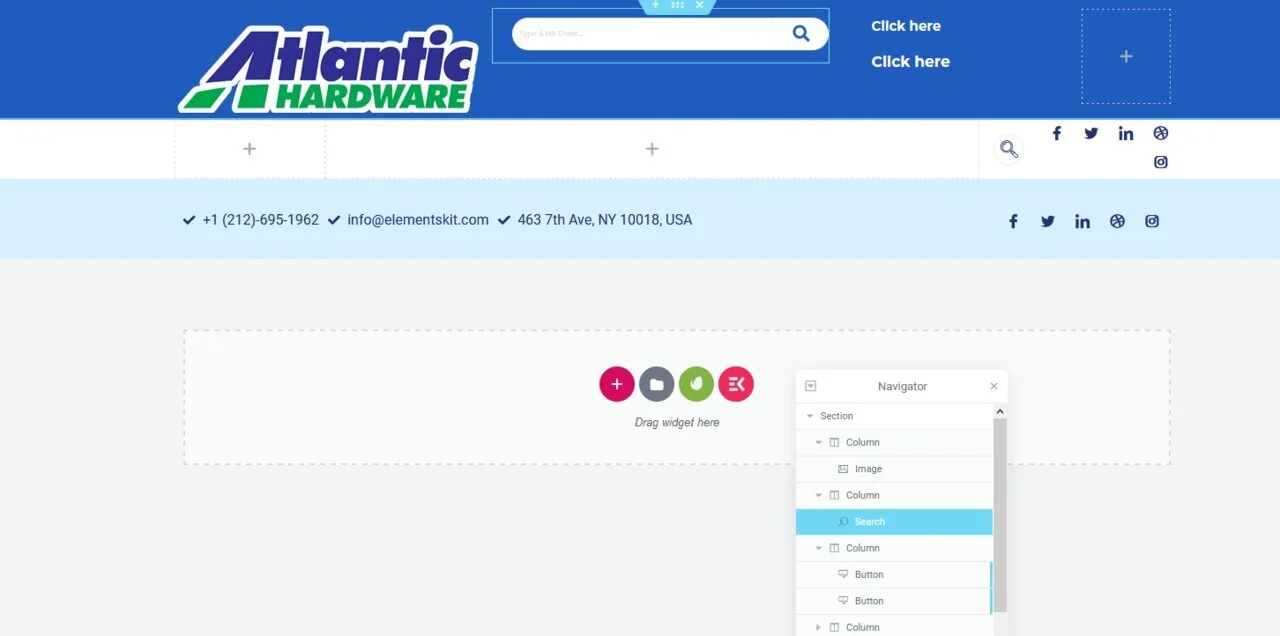 Atlantic
HARDWARE
Type & Hit Enter...
Click here
Click here
+1 (212)-695-1962 info@elementskit.com 463 7th Ave, NY 10018, USA
Drag widget here
Navigator
Section
Column
Image
Column
Search
Column
Button
Button
Column